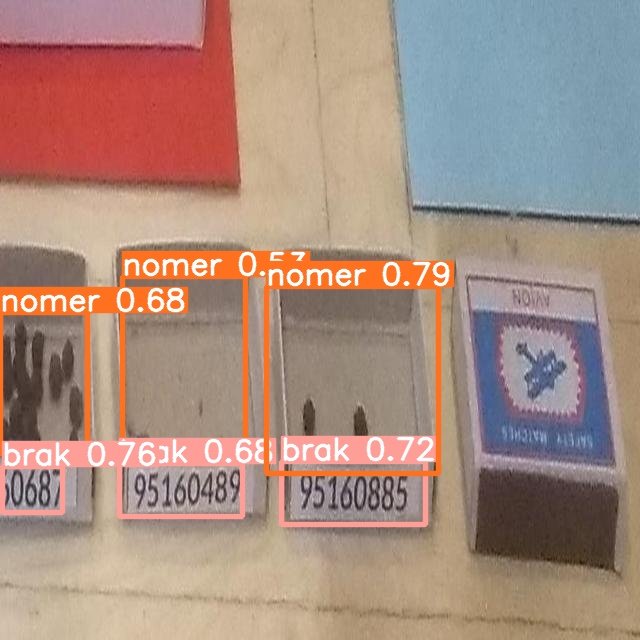 nomer 0.57
nomer 0.79
nomer 0.68
AVION
SAFETY MATCHES
brak 0.76
ak 0.68
brak 0.72
60687
95160489
95160885